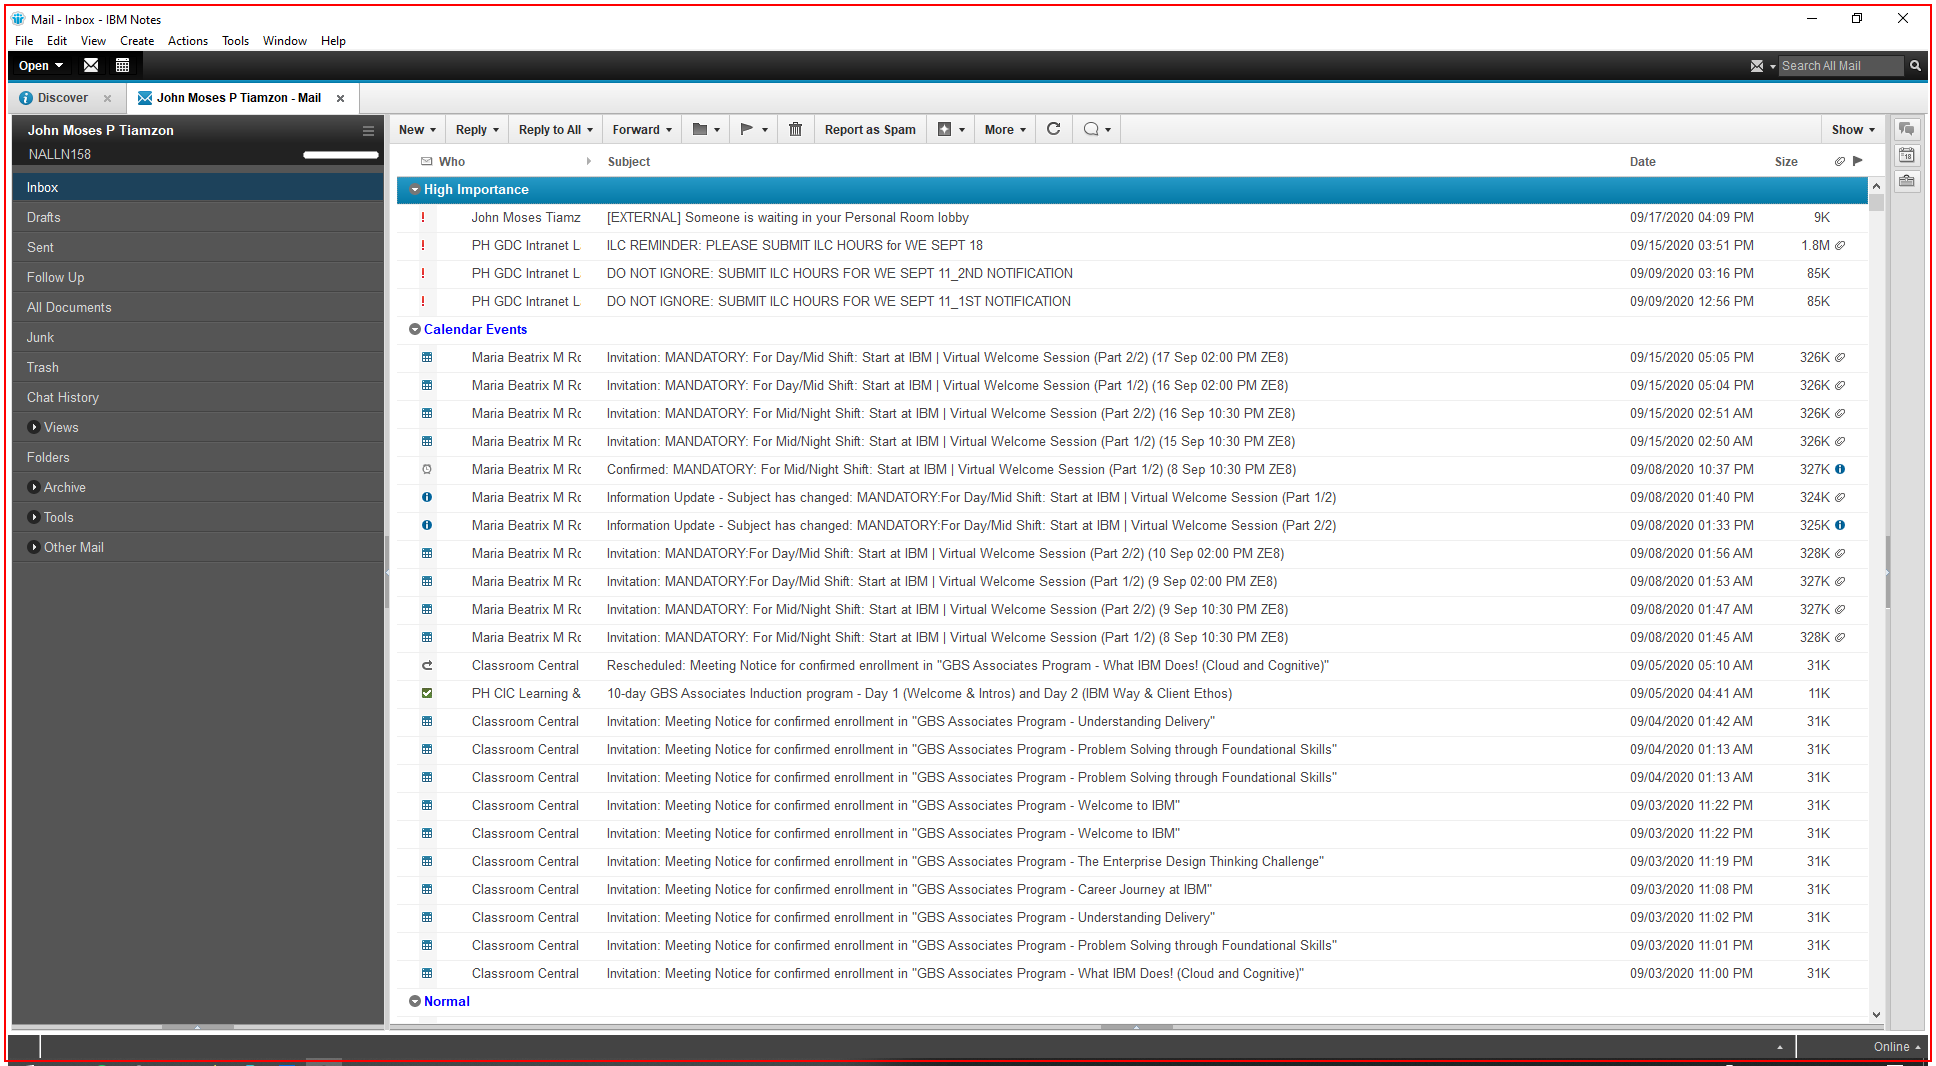 Mail - Inbox - IBM Notes
File Edit View Create Actions Tools Window Help
Open Search All Mail
Discover John Moses P Tiamzon - Mail
John Moses P Tiamzon
NALLN158
Inbox
Drafts
Sent
Follow Up
All Documents
Junk
Trash
Chat History
Views
Folders
Archive
Tools
Other Mail
New Reply Reply to All Forward Report as Spam More Show
Who Subject Date Size
High Importance
John Moses Tiamz [EXTERNAL] Someone is waiting in your Personal Room lobby 09/17/2020 04:09 PM 9K
PH GDC Intranet L ILC REMINDER: PLEASE SUBMIT ILC HOURS for WE SEPT 18 09/15/2020 03:51 PM 1.8M
PH GDC Intranet L DO NOT IGNORE: SUBMIT ILC HOURS FOR WE SEPT 11_2ND NOTIFICATION 09/09/2020 03:16 PM 85K
PH GDC Intranet L DO NOT IGNORE: SUBMIT ILC HOURS FOR WE SEPT 11_1ST NOTIFICATION 09/09/2020 12:56 PM 85K
Calendar Events
Maria Beatrix M Rc Invitation: MANDATORY: For Day/Mid Shift: Start at IBM | Virtual Welcome Session (Part 2/2) (17 Sep 02:00 PM ZE8) 09/15/2020 05:05 PM 326K
Maria Beatrix M Rc Invitation: MANDATORY: For Day/Mid Shift: Start at IBM | Virtual Welcome Session (Part 1/2) (16 Sep 02:00 PM ZE8) 09/15/2020 05:04 PM 326K
Maria Beatrix M Rc Invitation: MANDATORY: For Mid/Night Shift: Start at IBM | Virtual Welcome Session (Part 2/2) (16 Sep 10:30 PM ZE8) 09/15/2020 02:51 AM 326K
Maria Beatrix M Rc Invitation: MANDATORY: For Mid/Night Shift: Start at IBM | Virtual Welcome Session (Part 1/2) (15 Sep 10:30 PM ZE8) 09/15/2020 02:50 AM 326K
Maria Beatrix M Rc Confirmed: MANDATORY: For Mid/Night Shift: Start at IBM | Virtual Welcome Session (Part 1/2) (8 Sep 10:30 PM ZE8) 09/08/2020 10:37 PM 327K
Maria Beatrix M Rc Information Update - Subject has changed: MANDATORY:For Day/Mid Shift: Start at IBM | Virtual Welcome Session (Part 1/2) 09/08/2020 01:40 PM 324K
Maria Beatrix M Rc Information Update - Subject has changed: MANDATORY:For Day/Mid Shift: Start at IBM | Virtual Welcome Session (Part 2/2) 09/08/2020 01:33 PM 325K
Maria Beatrix M Rc Invitation: MANDATORY:For Day/Mid Shift: Start at IBM | Virtual Welcome Session (Part 2/2) (10 Sep 02:00 PM ZE8) 09/08/2020 01:56 AM 328K
Maria Beatrix M Rc Invitation: MANDATORY:For Day/Mid Shift: Start at IBM | Virtual Welcome Session (Part 1/2) (9 Sep 02:00 PM ZE8) 09/08/2020 01:53 AM 327K
Maria Beatrix M Rc Invitation: MANDATORY: For Mid/Night Shift: Start at IBM | Virtual Welcome Session (Part 2/2) (9 Sep 10:30 PM ZE8) 09/08/2020 01:47 AM 327K
Maria Beatrix M Rc Invitation: MANDATORY: For Mid/Night Shift: Start at IBM | Virtual Welcome Session (Part 1/2) (8 Sep 10:30 PM ZE8) 09/08/2020 01:45 AM 328K
Classroom Central Rescheduled: Meeting Notice for confirmed enrollment in "GBS Associates Program - What IBM Does! (Cloud and Cognitive)" 09/05/2020 05:10 AM 31K
PH CIC Learning & 10-day GBS Associates Induction program - Day 1 (Welcome & Intros) and Day 2 (IBM Way & Client Ethos) 09/05/2020 04:41 AM 11K
Classroom Central Invitation: Meeting Notice for confirmed enrollment in "GBS Associates Program - Understanding Delivery" 09/04/2020 01:42 AM 31K
Classroom Central Invitation: Meeting Notice for confirmed enrollment in "GBS Associates Program - Problem Solving through Foundational Skills" 09/04/2020 01:13 AM 31K
Classroom Central Invitation: Meeting Notice for confirmed enrollment in "GBS Associates Program - Problem Solving through Foundational Skills" 09/04/2020 01:13 AM 31K
Classroom Central Invitation: Meeting Notice for confirmed enrollment in "GBS Associates Program - Welcome to IBM" 09/03/2020 11:22 PM 31K
Classroom Central Invitation: Meeting Notice for confirmed enrollment in "GBS Associates Program - Welcome to IBM" 09/03/2020 11:22 PM 31K
Classroom Central Invitation: Meeting Notice for confirmed enrollment in "GBS Associates Program - The Enterprise Design Thinking Challenge" 09/03/2020 11:19 PM 31K
Classroom Central Invitation: Meeting Notice for confirmed enrollment in "GBS Associates Program - Career Journey at IBM" 09/03/2020 11:08 PM 31K
Classroom Central Invitation: Meeting Notice for confirmed enrollment in "GBS Associates Program - Understanding Delivery" 09/03/2020 11:02 PM 31K
Classroom Central Invitation: Meeting Notice for confirmed enrollment in "GBS Associates Program - Problem Solving through Foundational Skills" 09/03/2020 11:01 PM 31K
Classroom Central Invitation: Meeting Notice for confirmed enrollment in "GBS Associates Program - What IBM Does! (Cloud and Cognitive)" 09/03/2020 11:00 PM 31K
Normal
Online